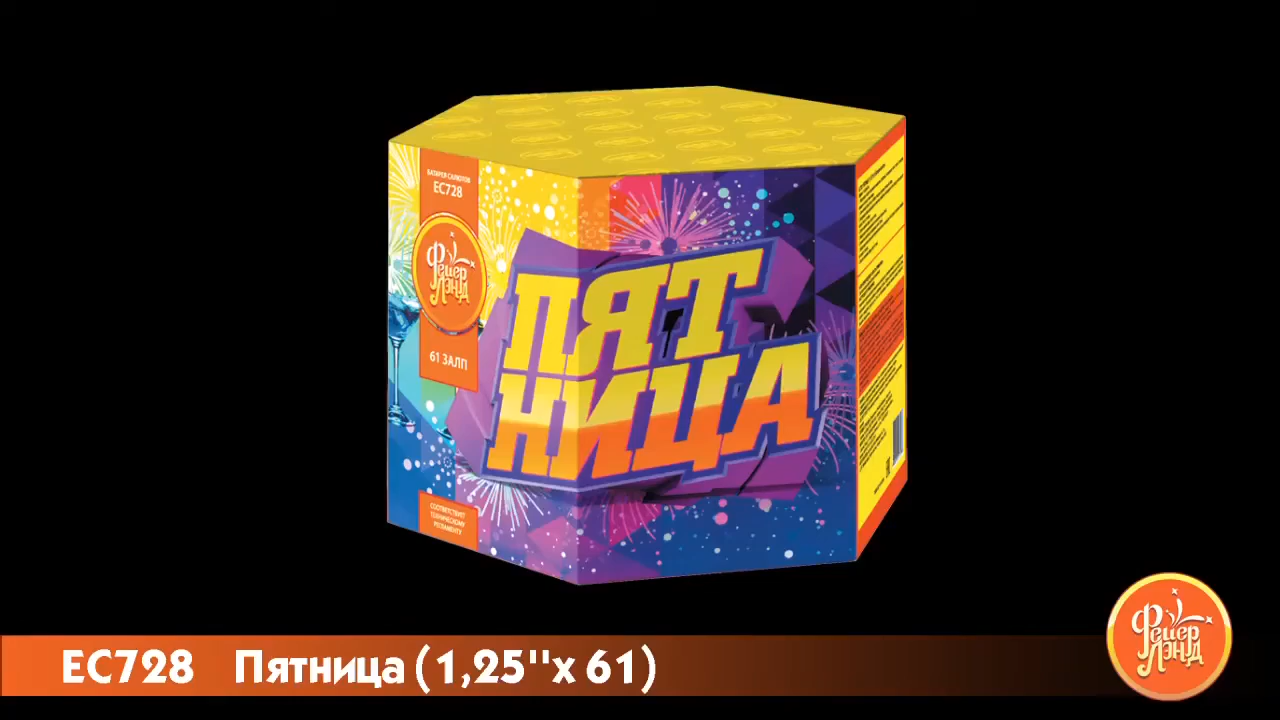 БАТАРЕЯ САЛЮТОВ
ЕС728
Фейер
Лэнд
61 ЗАЛП
ПЯТ
НИЦА
СООТВЕТСТВУЕТ
ТЕХНИЧЕСКОМУ
РЕГЛАМЕНТУ
ЕС728 Пятница (1,25''х 61)
Фейер
Лэнд